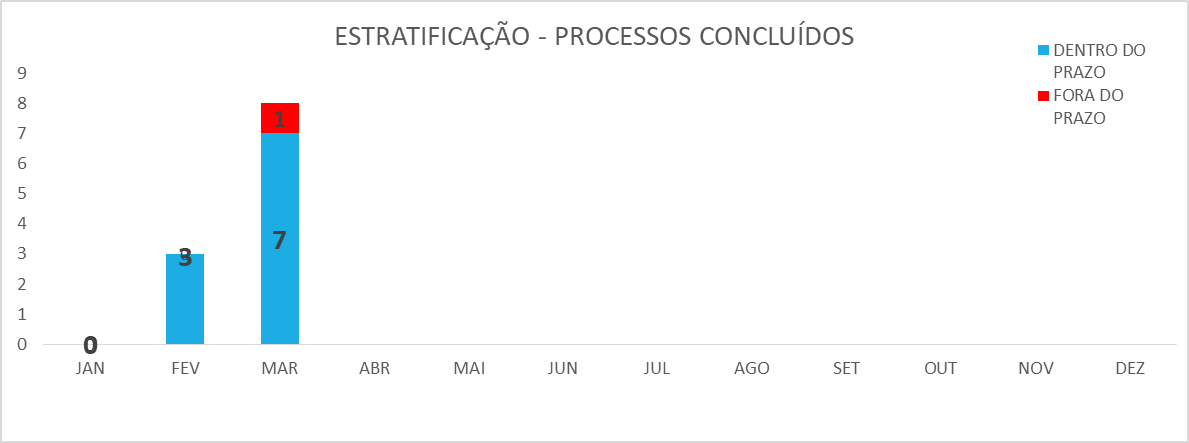 ESTRATIFICAÇÃO - PROCESSOS CONCLUÍDOS
DENTRO DO
PRAZO
FORA DO
PRAZO
9
8
7
6
5
4
3
2
1
0
1
7
3
0
JAN FEV MAR ABR MAI JUN JUL AGO SET OUT NOV DEZ